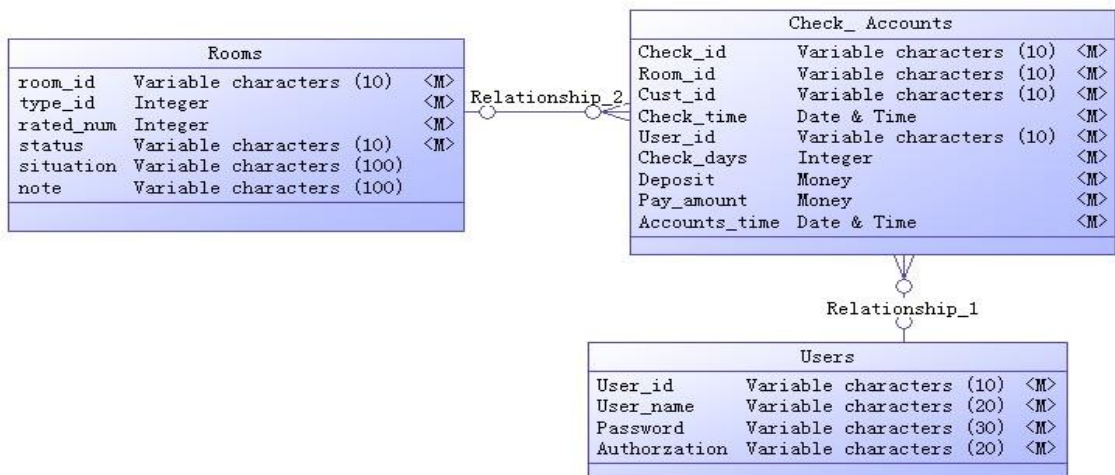 Rooms
room_id Variable characters (10) <M>
type_id Integer <M>
rated_num Integer <M>
status Variable characters (10) <M>
situation Variable characters (100)
note Variable characters (100)
Relationship_2
Check_ Accounts
Check_id Variable characters (10) <M>
Room_id Variable characters (10) <M>
Cust_id Variable characters (10) <M>
Check_time Date & Time <M>
User_id Variable characters (10) <M>
Check_days Integer <M>
Deposit Money <M>
Pay_amount Money <M>
Accounts_time Date & Time <M>
Relationship_1
Users
User_id Variable characters (10) <M>
User_name Variable characters (20) <M>
Password Variable characters (30) <M>
Authorzation Variable characters (20) <M>